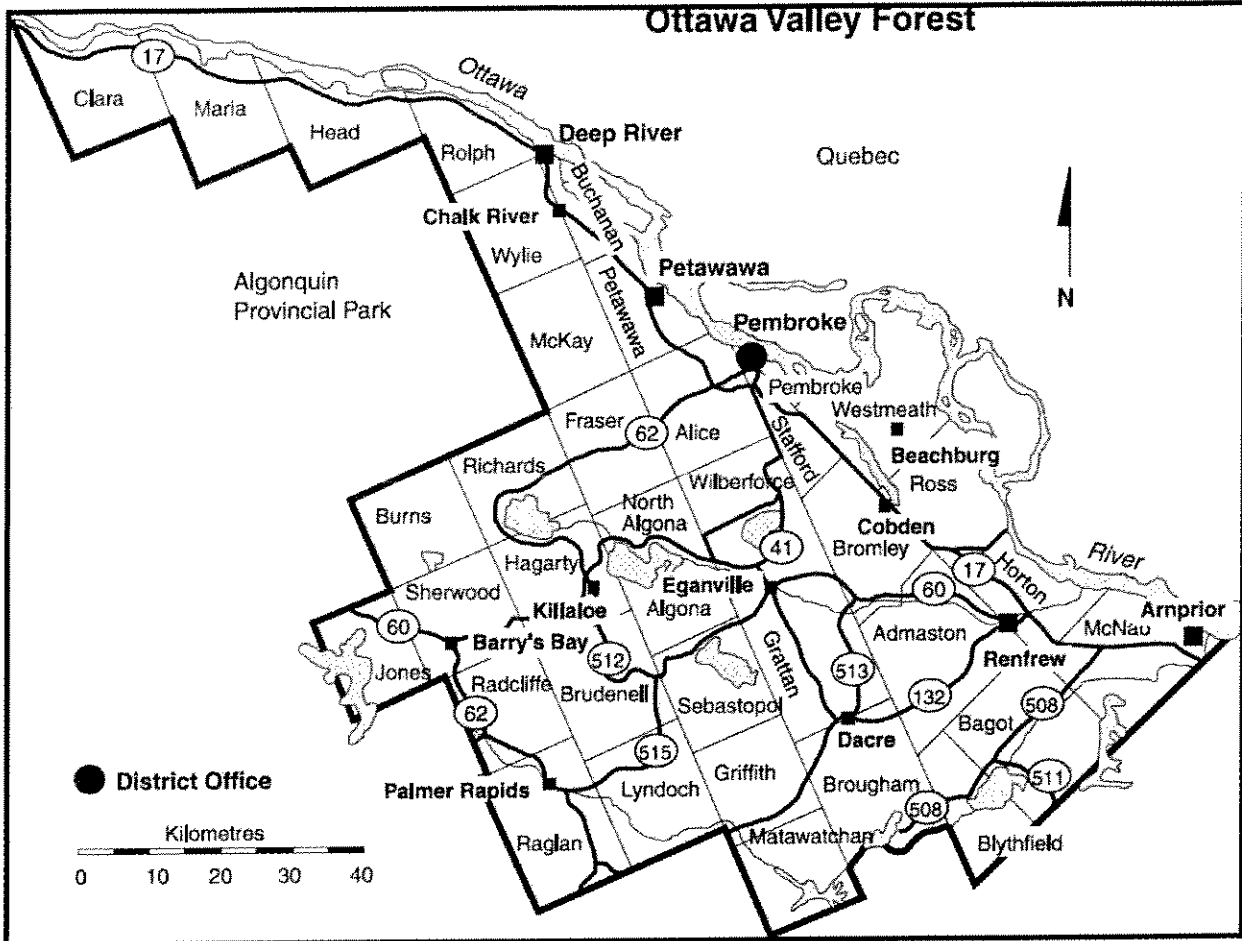 Ottawa Valley Forest
17
Ottawa
Clara
Maria
Head
Rolph
Deep River
Quebec
Buchanan
Chalk River
Wylie
Petawawa
Petawawa
Algonquin
Provincial Park
N
McKay
Pembroke
Pembroke
Westmeath
Fraser
62
Alice
Stafford
Beachburg
Richards
Wilberforce
Ross
Burns
North
Algona
Cobden
41
Bromley
River
Hagarty
Eganville
17
Horton
Sherwood
Killaloe
Algona
60
Arnprior
60
Barry's Bay
Admaston
McNab
Jones
512
Grattan
513
Renfrew
Radcliffe
Brudenell
Sebastopol
132
508
62
Bagot
515
Dacre
District Office
Palmer Rapids
Lyndoch
Griffith
Brougham
511
508
Kilometres
Raglan
Matawatchan
Blythfield
0 10 20 30 40